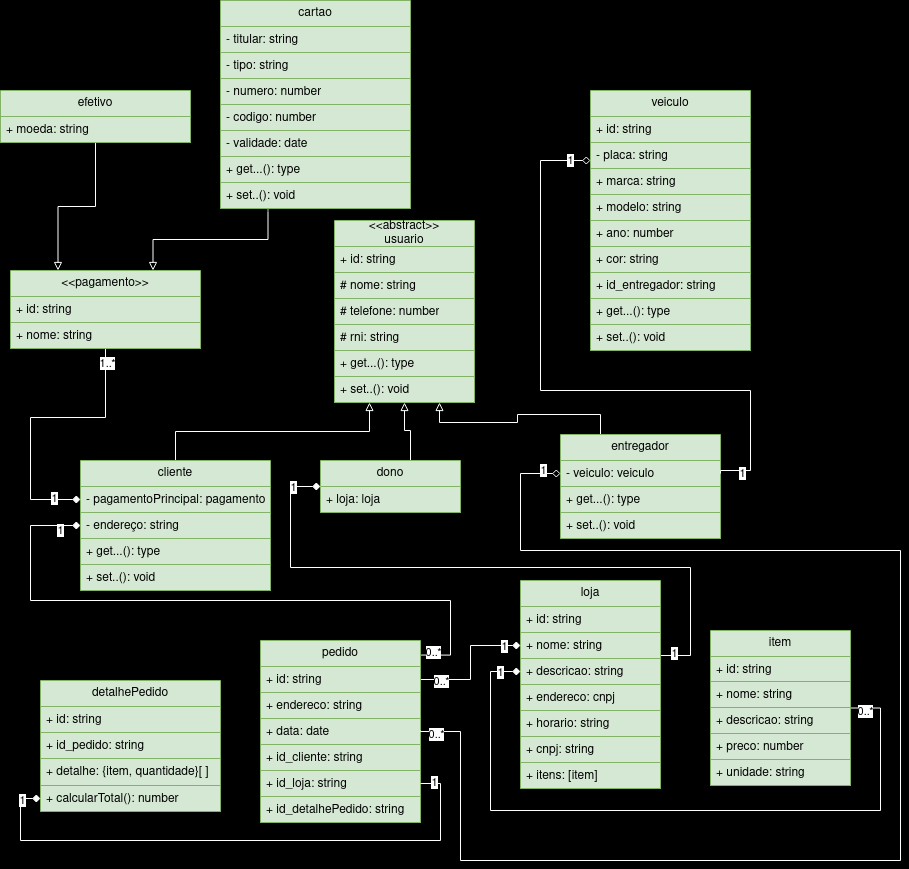 cartao
- titular: string
- tipo: string
- numero: number
- codigo: number
- validade: date
+ get...(): type
+ set..(): void
efetivo
+ moeda: string
veiculo
+ id: string
- placa: string
+ marca: string
+ modelo: string
+ ano: number
+ cor: string
+ id_entregador: string
+ get...(): type
+ set..(): void
1
<<abstract>>
usuario
+ id: string
# nome: string
# telefone: number
# rni: string
+ get...(): type
+ set..(): void
<<pagamento>>
+ id: string
+ nome: string
1..*
cliente
- pagamentoPrincipal: pagamento
- endereço: string
+ get...(): type
+ set..(): void
1
1
dono
+ loja: loja
1
entregador
- veiculo: veiculo
+ get...(): type
+ set..(): void
1
1
loja
+ id: string
+ nome: string
+ descricao: string
+ endereco: cnpj
+ horario: string
+ cnpj: string
+ itens: [item]
1
1
1
item
+ id: string
+ nome: string
+ descricao: string
+ preco: number
+ unidade: string
0..*
pedido
+ id: string
+ endereco: string
+ data: date
+ id_cliente: string
+ id_loja: string
+ id_detalhePedido: string
0..*
0..*
0..*
1
detalhePedido
+ id: string
+ id_pedido: string
+ detalhe: {item, quantidade}[ ]
+ calcularTotal(): number
1